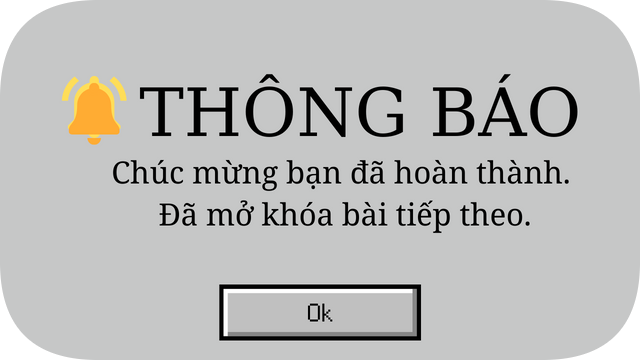 THÔNG BÁO
Chúc mừng bạn đã hoàn thành.
Đã mở khóa bài tiếp theo.
Ok